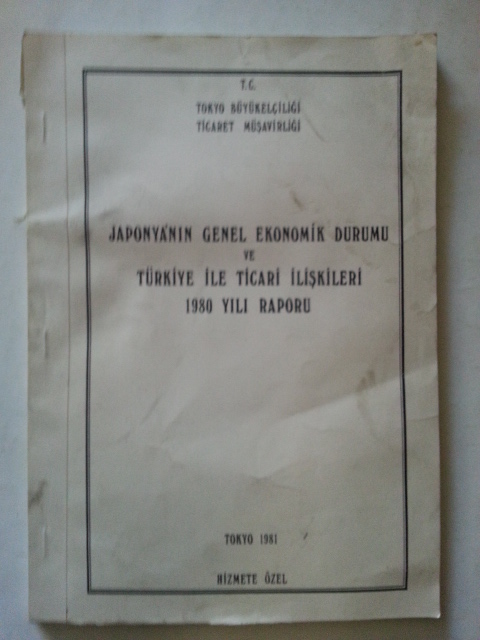 T.C.
TOKYO BÜYÜKELÇİLİĞİ
TİCARET MÜŞAVİRLİĞİ
JAPONYA'NIN GENEL EKONOMİK DURUMU
VE
TÜRKİYE İLE TİCARİ İLİŞKİLERİ
1980 YILI RAPORU
TOKYO 1981
HİZMETE ÖZEL